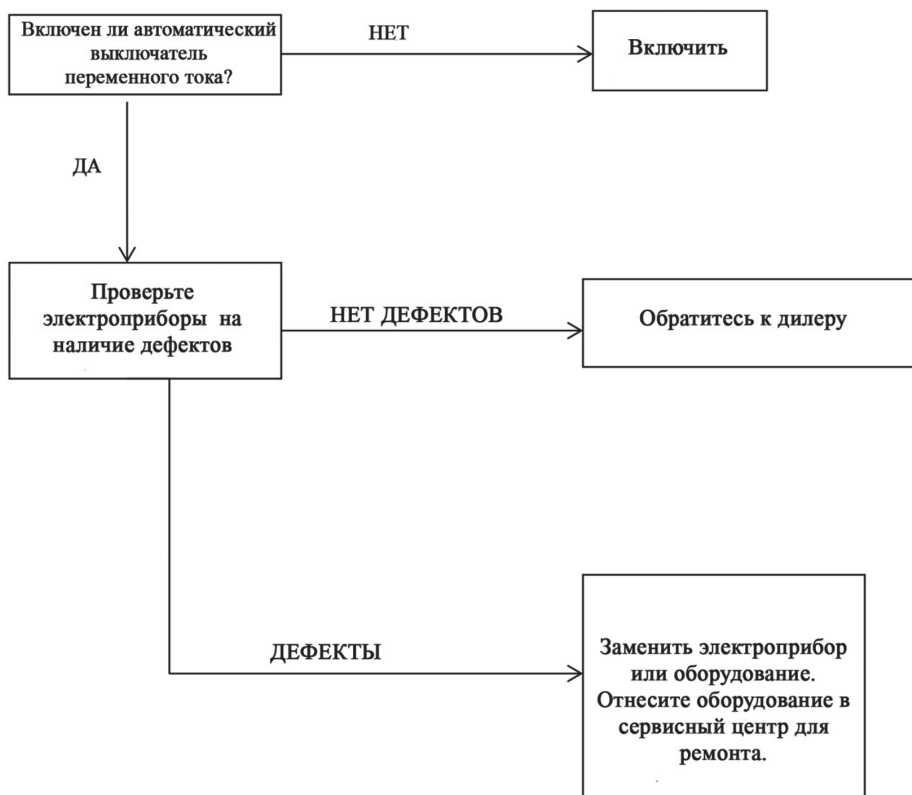 Включен ли автоматический
выключатель
переменного тока?
НЕТ
Включить
ДА
Проверьте
электроприборы на
наличие дефектов
НЕТ ДЕФЕКТОВ
Обратитесь к дилеру
ДЕФЕКТЫ
Заменить электроприбор
или оборудование.
Отнесите оборудование в
сервисный центр для
ремонта.